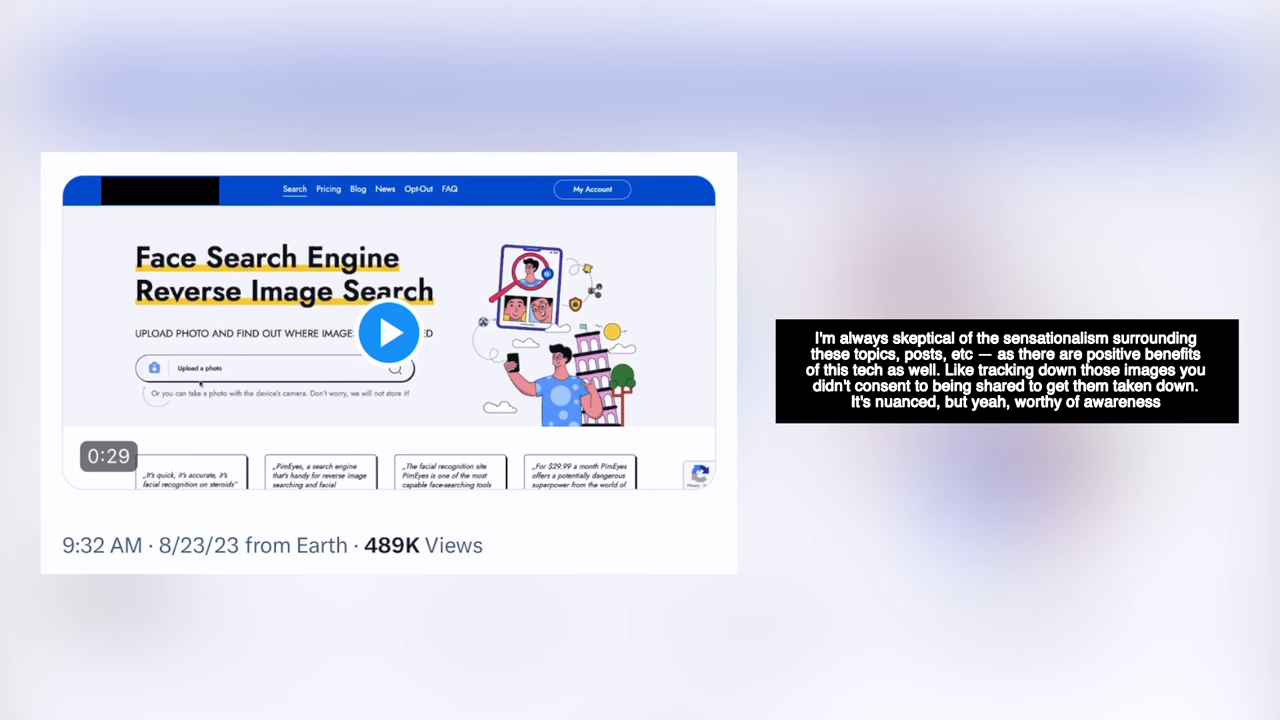 Search Pricing Blog News Opt-Out FAQ My Account
Face Search Engine
Reverse Image Search
UPLOAD PHOTO AND FIND OUT WHERE IMAGE
Upload a photo
Or you can take a photo with the device's camera. Don't worry, we will not store it!
0:29
„It's quick, it's accurate, it's
facial recognition on steroids"
„PimEyes, a search engine
that's handy for reverse image
searching and facial
„The facial recognition site
PimEyes is one of the most
capable face-searching tools
„For $29.99 a month PimEyes
offers a potentially dangerous
superpower from the world of
9:32 AM · 8/23/23 from Earth · 489K Views
I'm always skeptical of the sensationalism surrounding
these topics, posts, etc — as there are positive benefits
of this tech as well. Like tracking down those images you
didn't consent to being shared to get them taken down.
It's nuanced, but yeah, worthy of awareness